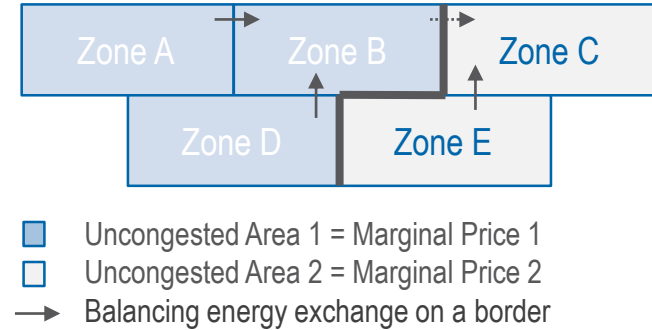 Zone A Zone B Zone C
Zone D Zone E
Uncongested Area 1 = Marginal Price 1
Uncongested Area 2 = Marginal Price 2
Balancing energy exchange on a border